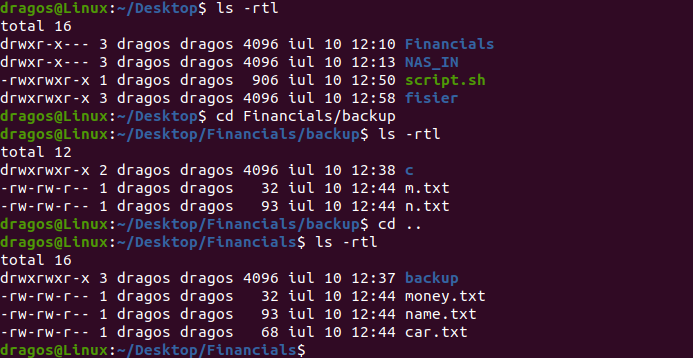 dragos@Linux:~/Desktop$ ls -rtl
total 16
drwxr-x--- 3 dragos dragos 4096 iul 10 12:10 Financials
drwxr-x--- 3 dragos dragos 4096 iul 10 12:13 NAS_IN
-rwxrwxr-x 1 dragos dragos  906 iul 10 12:50 script.sh
drwxrwxr-x 3 dragos dragos 4096 iul 10 12:58 fisier
dragos@Linux:~/Desktop$ cd Financials/backup
dragos@Linux:~/Desktop/Financials/backup$ ls -rtl
total 12
drwxrwxr-x 2 dragos dragos 4096 iul 10 12:38 c
-rw-rw-r-- 1 dragos dragos   32 iul 10 12:44 m.txt
-rw-rw-r-- 1 dragos dragos   93 iul 10 12:44 n.txt
dragos@Linux:~/Desktop/Financials/backup$ cd ..
dragos@Linux:~/Desktop/Financials$ ls -rtl
total 16
drwxrwxr-x 3 dragos dragos 4096 iul 10 12:37 backup
-rw-rw-r-- 1 dragos dragos   32 iul 10 12:44 money.txt
-rw-rw-r-- 1 dragos dragos   93 iul 10 12:44 name.txt
-rw-rw-r-- 1 dragos dragos   68 iul 10 12:44 car.txt
dragos@Linux:~/Desktop/Financials$